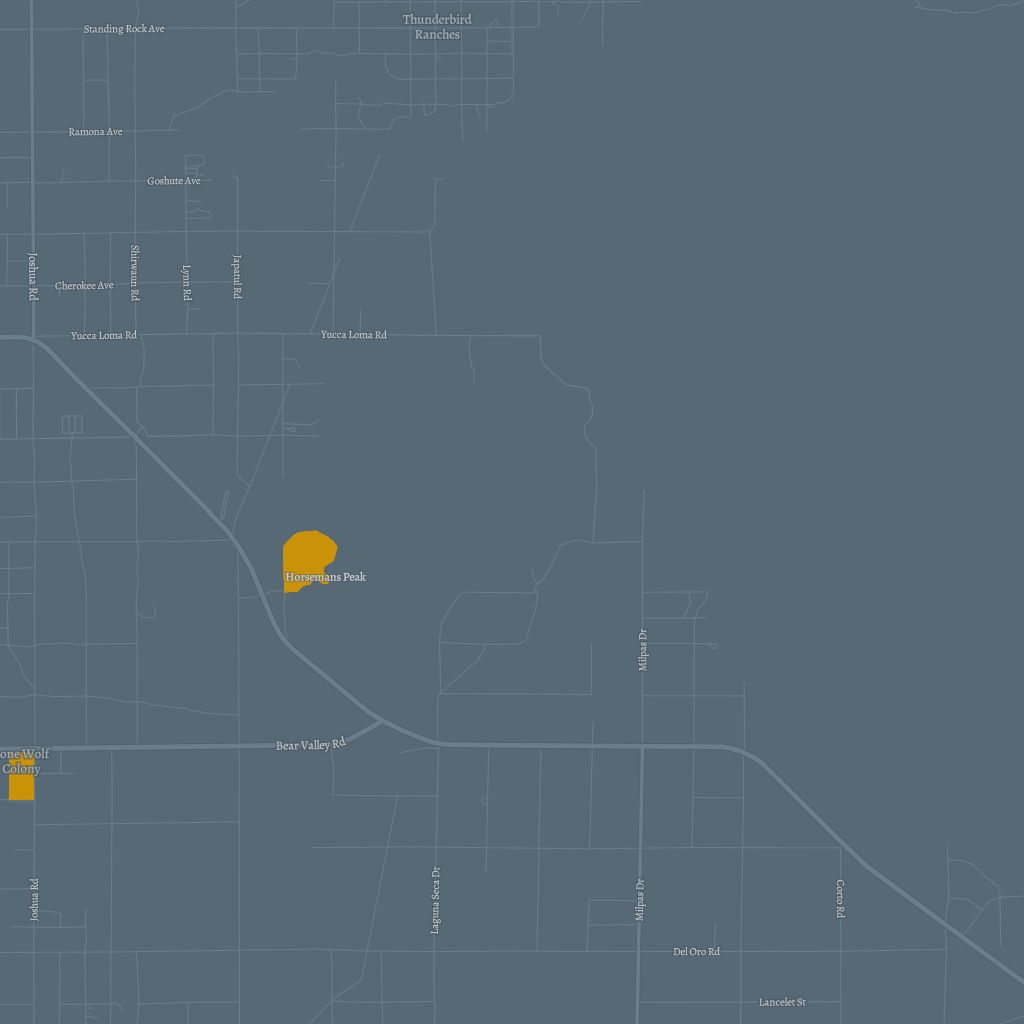 Thunderbird
Ranches
Standing Rock Ave
Ramona Ave
Goshute Ave
Joshua Rd
Shirwaun Rd
Lynn Rd
Japatul Rd
Cherokee Ave
Yucca Loma Rd
Yucca Loma Rd
Horsemans Peak
Milpas Dr
Bear Valley Rd
one Wolf
Colony
Joshua Rd
Laguna Seca Dr
Milpas Dr
Corto Rd
Del Oro Rd
Lancelet St